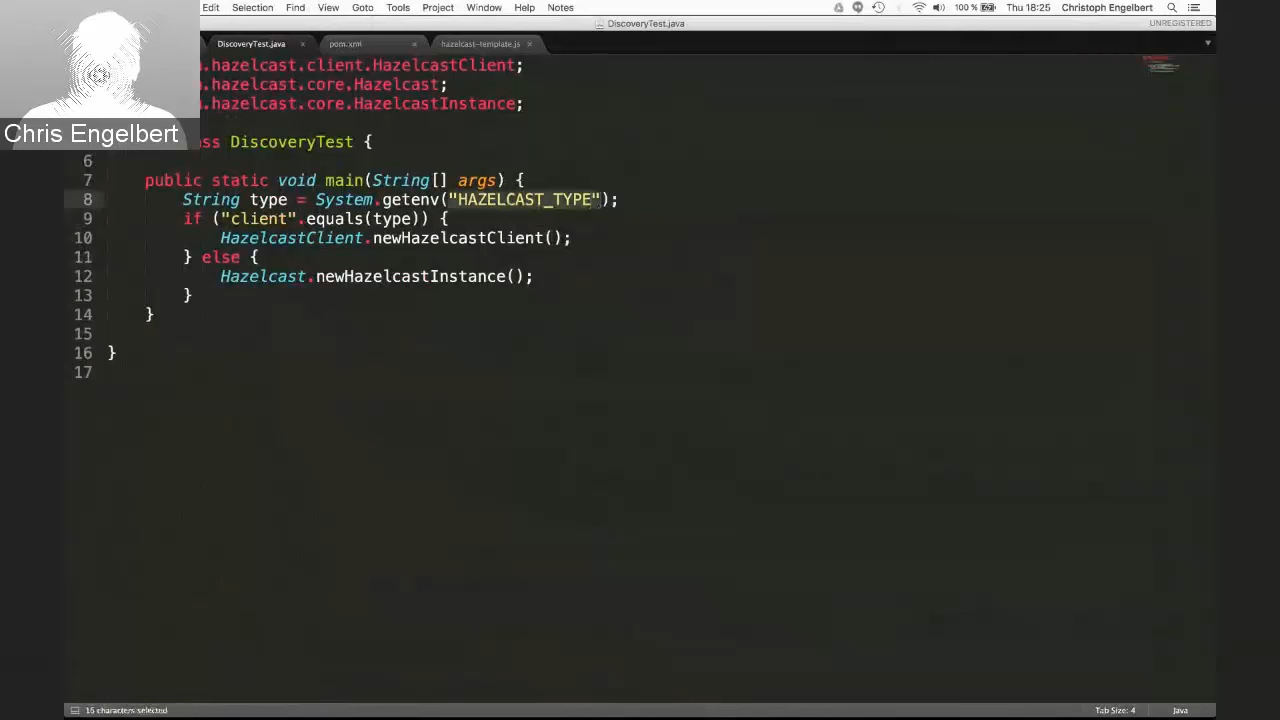 Edit Selection Find View Goto Tools Project Window Help Notes 100 % Thu 18:25 Christoph Engelbert
DiscoveryTest.java UNREGISTERED
DiscoveryTest.java × pom.xml × hazelcast-template.js ×
.hazelcast.client.HazelcastClient;
.hazelcast.core.Hazelcast;
.hazelcast.core.HazelcastInstance;
Chris Engelbert
ss DiscoveryTest {
6
7 public static void main(String[] args) {
8 String type = System.getenv("HAZELCAST_TYPE");
9 if ("client".equals(type)) {
10 HazelcastClient.newHazelcastClient();
11 } else {
12 Hazelcast.newHazelcastInstance();
13 }
14 }
15
16 }
17
Tab Size: 4 Java